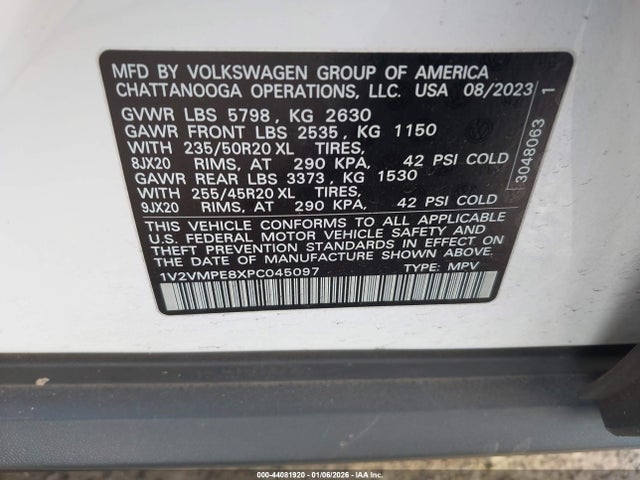 MFD BY VOLKSWAGEN GROUP OF AMERICA
CHATTANOOGA OPERATIONS, LLC. USA 08/2023
GVWR LBS 5798, KG 2630
GAWR FRONT LBS 2535, KG 1150
WITH 235/50R20 XL TIRES,
8JX20 RIMS, AT 290 KPA, 42 PSI COLD
GAWR REAR LBS 3373, KG 1530
WITH 255/45R20 XL TIRES,
9JX20 RIMS, AT 290 KPA, 42 PSI COLD
THIS VEHICLE CONFORMS TO ALL APPLICABLE
U.S. FEDERAL MOTOR VEHICLE SAFETY AND
THEFT PREVENTION STANDARDS IN EFFECT ON
THE DATE OF MANUFACTURE SHOWN ABOVE.
1V2VMPE8XPC045097 TYPE: MPV
3048063 1
000-44081920 - 01/06/2026 - IAA Inc.